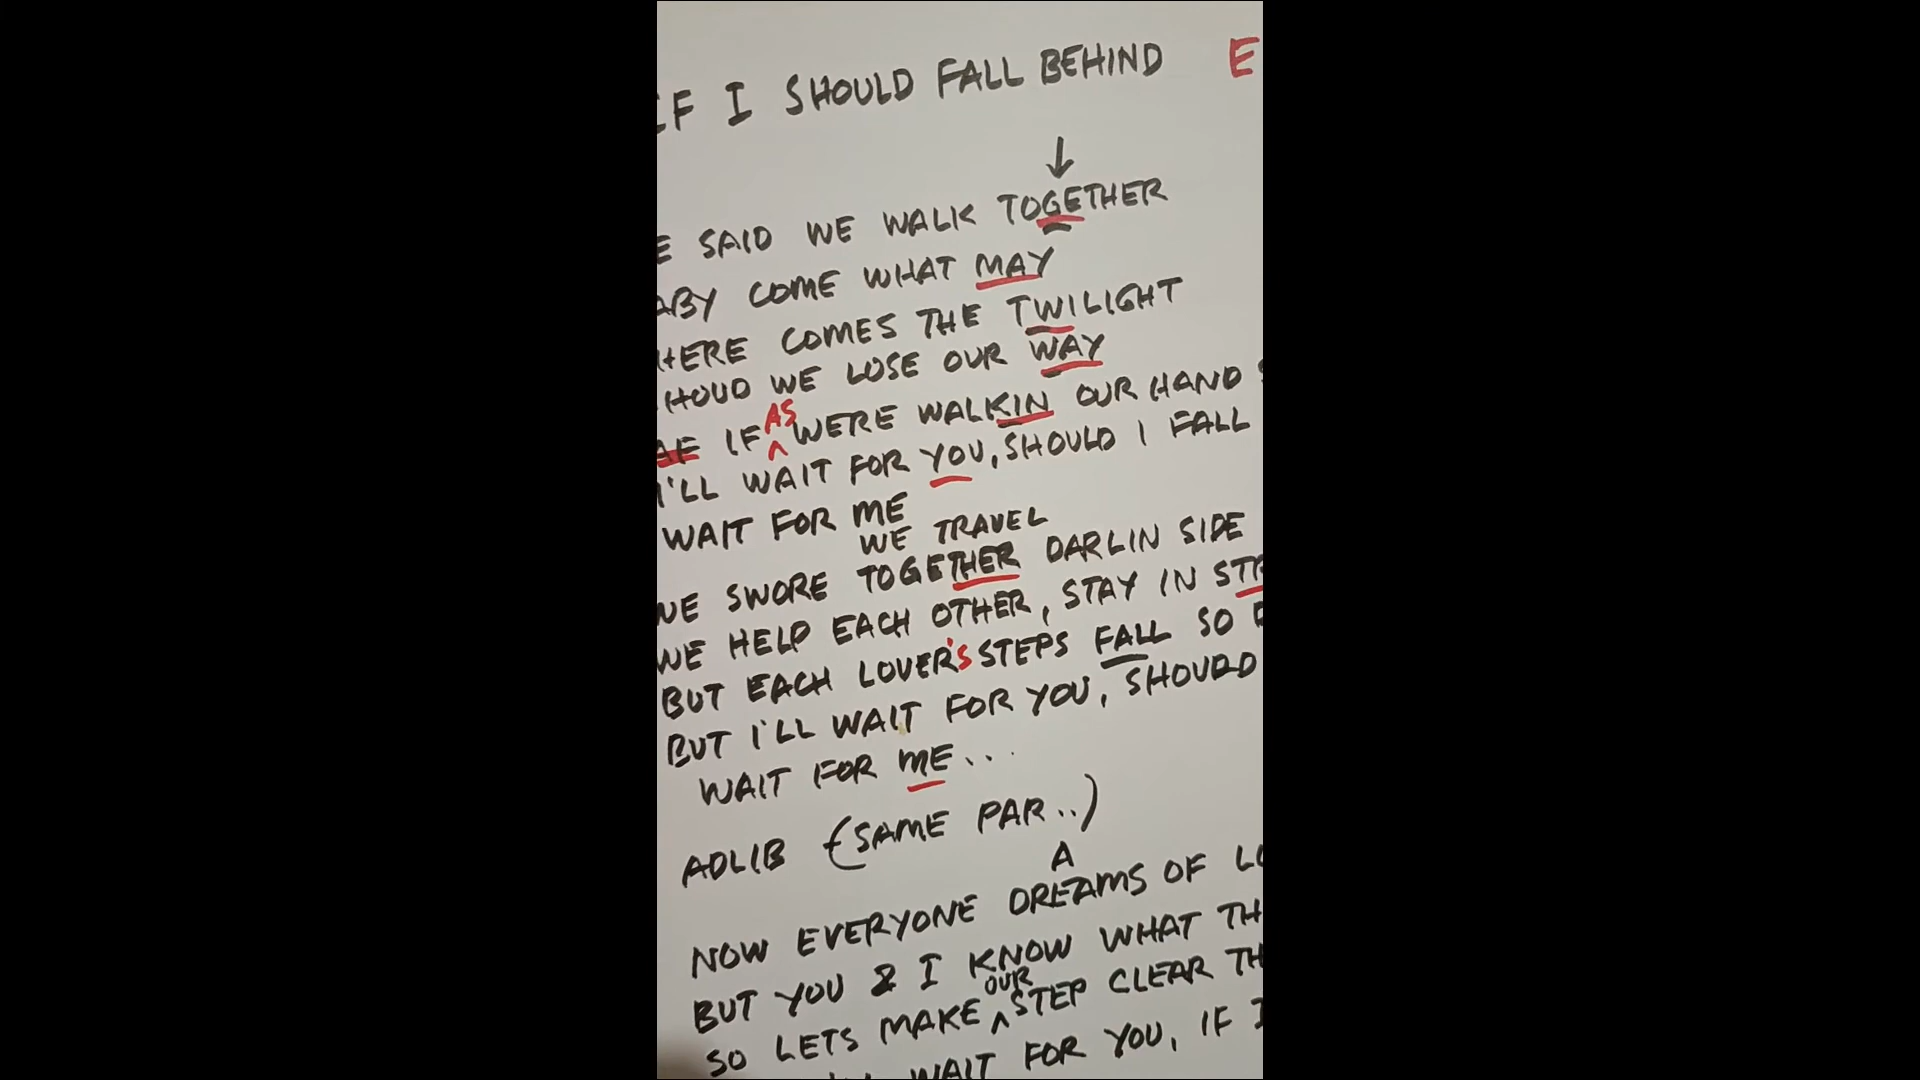 IF I SHOULD FALL BEHIND E
SAID WE WALK TOGETHER
COME WHAT MAY
HERE COMES THE TWILIGHT
WE LOSE OUR WAY
IF AS WERE WALKIN OUR HAND
I'LL WAIT FOR YOU, SHOULD I FALL
WAIT FOR ME
WE TRAVEL
WE SWORE TOGETHER DARLIN SIDE
WE HELP EACH OTHER, STAY IN
BUT EACH LOVER'S STEPS FALL SO
BUT I'LL WAIT FOR YOU, SHOULD
WAIT FOR ME...
ADLIB (SAME PAR..)
A
NOW EVERYONE DREAMS OF
BUT YOU & I KNOW WHAT
SO LETS MAKE OUR STEP CLEAR
WAIT FOR YOU, IF I